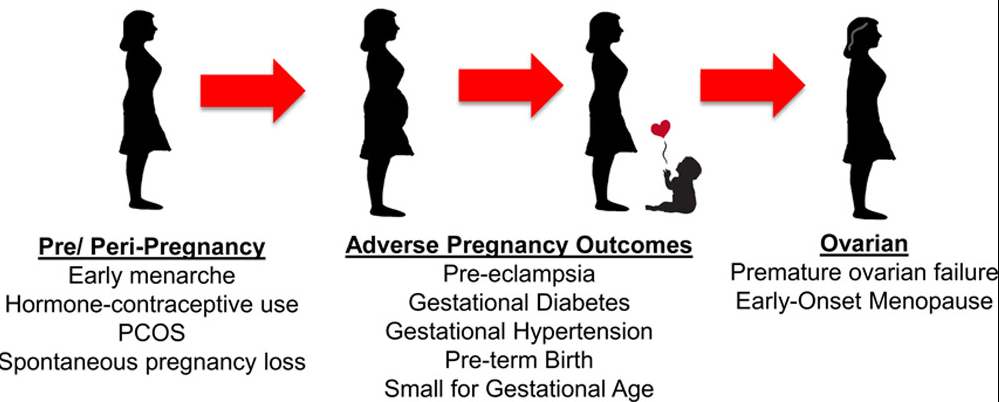 Pre/ Peri-Pregnancy
Early menarche
Hormone-contraceptive use
PCOS
Spontaneous pregnancy loss
Adverse Pregnancy Outcomes
Pre-eclampsia
Gestational Diabetes
Gestational Hypertension
Pre-term Birth
Small for Gestational Age
Ovarian
Premature ovarian failure
Early-Onset Menopause